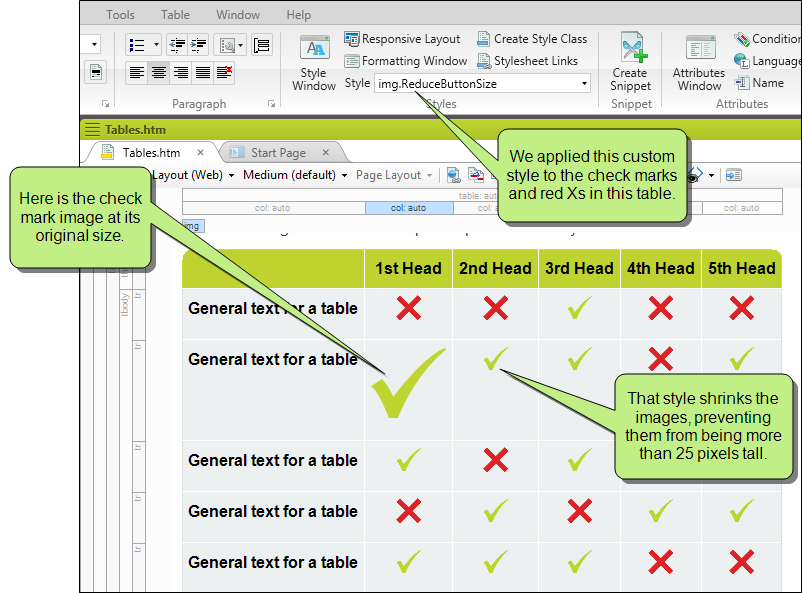 Tools Table Window Help
Responsive Layout Create Style Class Condition
Formatting Window Stylesheet Links Language
Style Window Style img.ReduceButtonSize Create Snippet Attributes Window Name
Paragraph Styles Snippet Attributes
Tables.htm
Tables.htm × Start Page ×
Layout (Web) Medium (default) Page Layout
We applied this custom
style to the check marks
and red Xs in this table.
Here is the check
mark image at its
original size.
col: auto col: auto col: auto
img
1st Head 2nd Head 3rd Head 4th Head 5th Head
tbody
tr
General text for a table
tr
General text for a table
That style shrinks the
images, preventing
them from being more
than 25 pixels tall.
tr
General text for a table
tr
General text for a table
tr
General text for a table